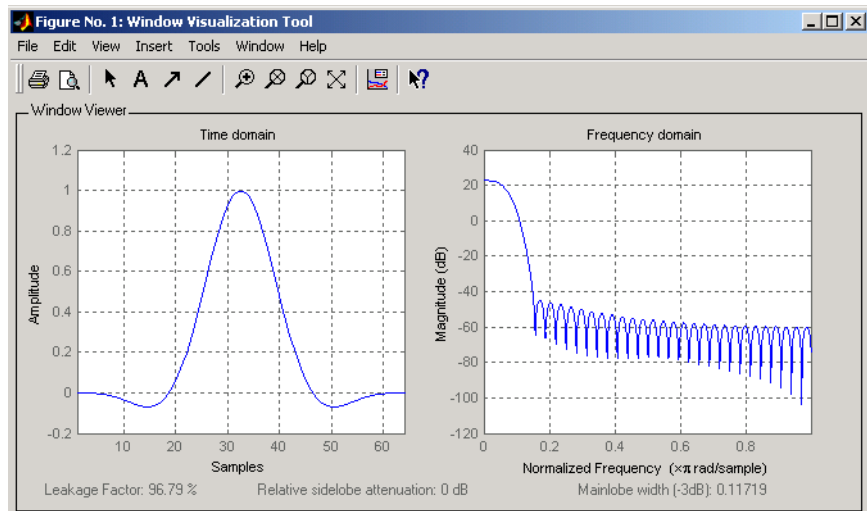 Figure No. 1: Window Visualization Tool
File Edit View Insert Tools Window Help
A
Window Viewer
Time domain
1.2
1
0.8
0.6
0.4
0.2
0
-0.2
Amplitude
10 20 30 40 50 60
Samples
Frequency domain
40
20
0
-20
-40
-60
-80
-100
-120
Magnitude (dB)
0 0.2 0.4 0.6 0.8
Normalized Frequency (×π rad/sample)
Leakage Factor: 96.79 % Relative sidelobe attenuation: 0 dB Mainlobe width (-3dB): 0.11719